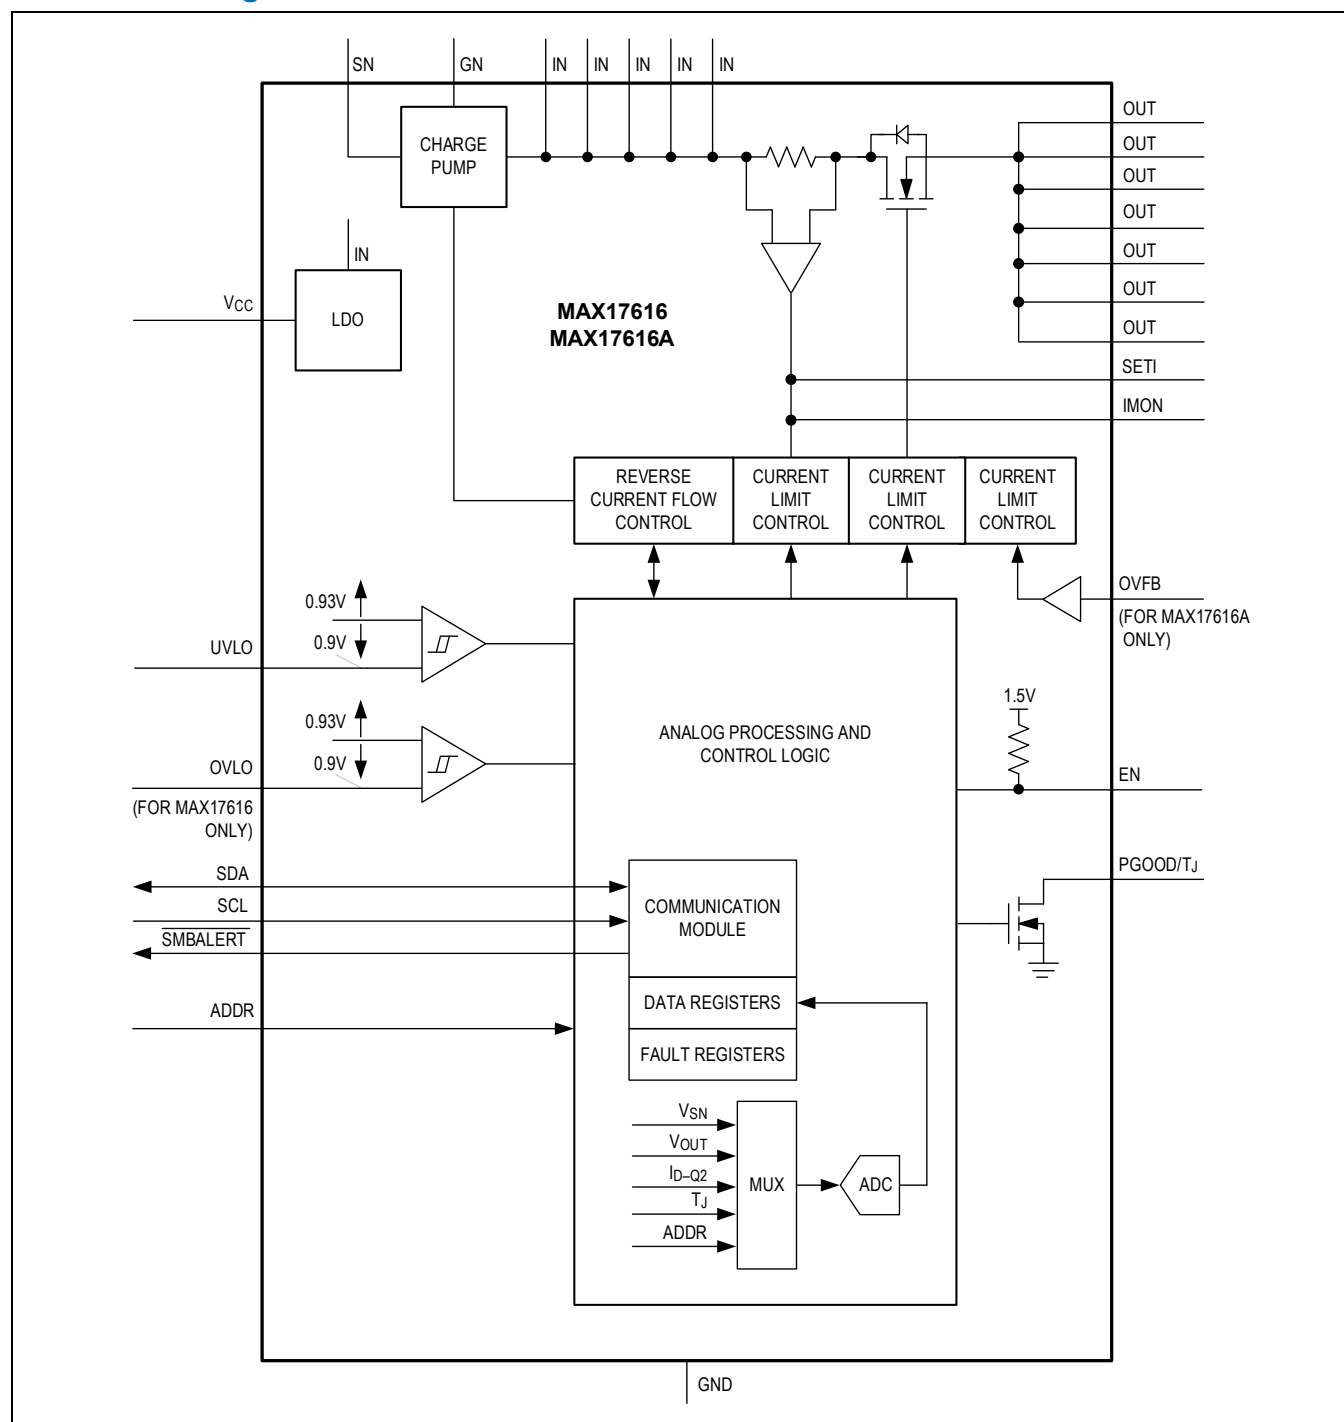 SN
GN
IN
IN
IN
IN
IN
OUT
OUT
OUT
OUT
OUT
OUT
OUT
CHARGE
PUMP
IN
VCC
LDO
MAX17616
MAX17616A
SETI
IMON
REVERSE
CURRENT FLOW
CONTROL
CURRENT
LIMIT
CONTROL
CURRENT
LIMIT
CONTROL
CURRENT
LIMIT
CONTROL
OVFB
(FOR MAX17616A
ONLY)
0.93V
0.9V
UVLO
0.93V
0.9V
OVLO
(FOR MAX17616
ONLY)
ANALOG PROCESSING AND
CONTROL LOGIC
1.5V
EN
PGOOD/TJ
SDA
SCL
SMBALERT
ADDR
COMMUNICATION
MODULE
DATA REGISTERS
FAULT REGISTERS
VSN
VOUT
ID–Q2
TJ
ADDR
MUX
ADC
GND